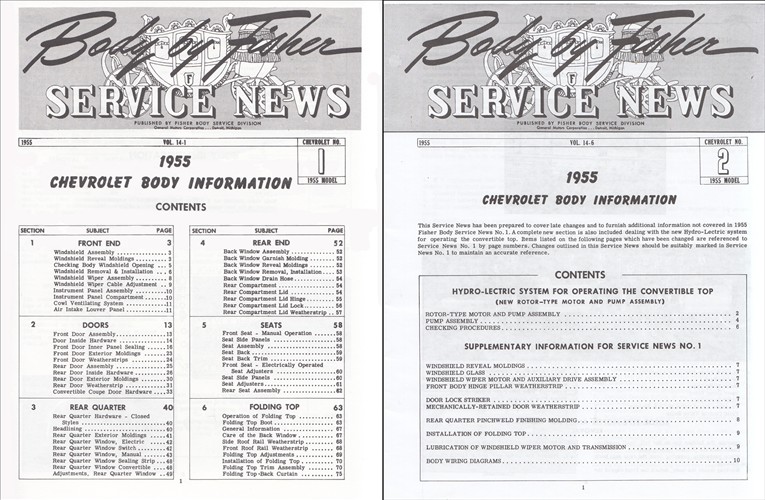 Body by Fisher
SERVICE NEWS
PUBLISHED BY FISHER BODY SERVICE DIVISION
General Motors Corporation . . . Detroit, Michigan
1955 VOL. 14-1 CHEVROLET NO.
1
1955 MODEL
1955
CHEVROLET BODY INFORMATION
CONTENTS
SECTION SUBJECT PAGE
1 FRONT END 3
Windshield Assembly 3
Windshield Reveal Moldings
Checking Body Windshield Opening
Windshield Removal & Installation
Windshield Wiper Assembly
Windshield Wiper Cable Adjustment 9
Instrument Panel Assembly 10
Instrument Panel Compartment 10
Cowl Ventilating System
Air Intake Louver Panel 11
2 DOORS 13
Front Door Assembly 13
Door Inside Hardware 14
Front Door Inner Panel Sealing 16
Front Door Exterior Moldings 23
Front Door Weatherstrips 24
Rear Door Assembly 25
Rear Door Inside Hardware 26
Rear Door Exterior Moldings 30
Rear Door Weatherstrip
Convertible Coupe Door Hardware 33
3 REAR QUARTER 40
Rear Quarter Hardware - Closed
Styles 40
Headlining 40
Rear Quarter Exterior Moldings 41
Rear Quarter Window, Electric 42
Rear Quarter Window Switch 42
Rear Quarter Window, Manual 43
Rear Quarter Window Sealing Strip 48
Rear Quarter Window Convertible 48
Adjustments, Rear Quarter Window 49
SECTION SUBJECT PAGE
4 REAR END 52
Back Window Assembly 52
Back Window Garnish Molding 52
Back Window Reveal Moldings 52
Back Window Removal, Installation 52
Back Window Drain Hose 54
Rear Compartment 54
Rear Compartment Lid 54
Rear Compartment Lid Hinge 55
Rear Compartment Lid Lock 56
Rear Compartment Lid Weatherstrip 57
5 SEATS 58
Front Seat - Manual Operation 58
Seat Side Panels 58
Seat Assembly 58
Seat Back 59
Seat Back Trim 59
Front Seat - Electrically Operated
Seat Adjusters 60
Seat Side Panels 60
Seat Adjusters 61
Rear Seat Assembly 62
6 FOLDING TOP 63
Operation of Folding Top 63
Folding Top Boot 63
General Information 67
Care of the Back Window 67
Side Roof Rail Weatherstrip 68
Front Roof Rail Weatherstrip 68
Folding Top Adjustments 69
Installation of Folding Top 70
Folding Top Trim Assembly 70
Folding Top-Back Curtain 75
1
Body by Fisher
SERVICE NEWS
PUBLISHED BY FISHER BODY SERVICE DIVISION
General Motors Corporation . . . Detroit, Michigan
1955 VOL. 14-6 CHEVROLET NO.
2
1955 MODEL
1955
CHEVROLET BODY INFORMATION
This Service News has been prepared to cover late changes and to furnish additional information not covered in 1955
Fisher Body Service News No. 1. A complete new section is also included dealing with the new Hydro-Lectric system
for operating the convertible top. Items listed on the following pages which have been changed are referenced to
Service News No. 1 by page numbers. Changes outlined in this Service News should be suitably marked in Service
News No. 1 to maintain an accurate reference.
CONTENTS
HYDRO-LECTRIC SYSTEM FOR OPERATING THE CONVERTIBLE TOP
(NEW ROTOR-TYPE MOTOR AND PUMP ASSEMBLY)
ROTOR-TYPE MOTOR AND PUMP ASSEMBLY 2
PUMP ASSEMBLY 4
CHECKING PROCEDURES 6
SUPPLEMENTARY INFORMATION FOR SERVICE NEWS NO. 1
WINDSHIELD REVEAL MOLDINGS 7
WINDSHIELD GLASS 7
WINDSHIELD WIPER MOTOR AND AUXILIARY DRIVE ASSEMBLY 7
FRONT BODY HINGE PILLAR WEATHERSTRIP 7
DOOR LOCK STRIKER 7
MECHANICALLY-RETAINED DOOR WEATHERSTRIP 7
REAR QUARTER PINCHWELD FINISHING MOLDING 8
INSTALLATION OF FOLDING TOP 9
LUBRICATION OF WINDSHIELD WIPER MOTOR AND TRANSMISSION 9
BODY WIRING DIAGRAMS 10
1